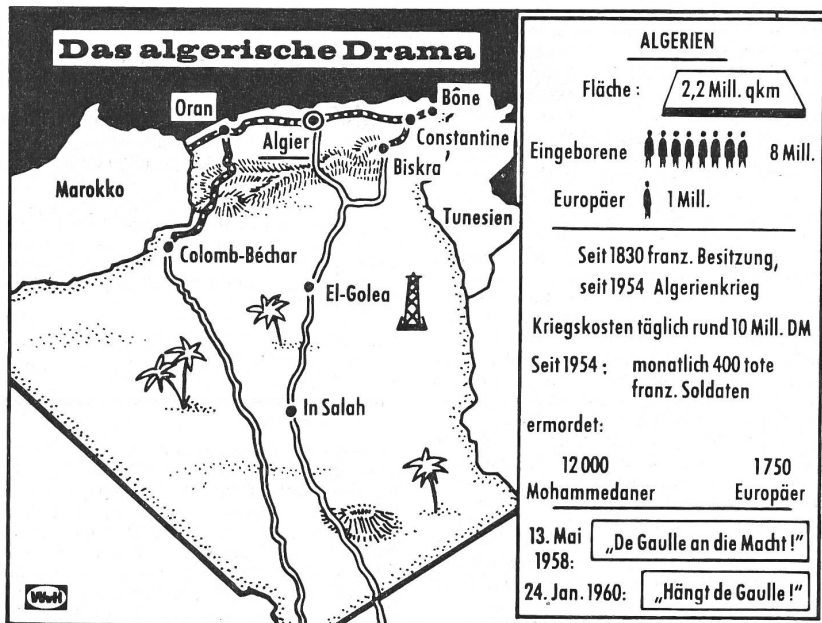 Das algerische Drama
Oran
Bône
Algier
Constantine
Biskra
Marokko
Tunesien
Colomb-Béchar
El-Golea
In Salah
ALGERIEN
Fläche : 2,2 Mill. qkm
Eingeborene 8 Mill.
Europäer 1 Mill.
Seit 1830 franz. Besitzung,
seit 1954 Algerienkrieg
Kriegskosten täglich rund 10 Mill. DM
Seit 1954 : monatlich 400 tote
franz. Soldaten
ermordet:
12 000 1750
Mohammedaner Europäer
13. Mai
1958: „De Gaulle an die Macht !”
24. Jan. 1960: „Hängt de Gaulle !”